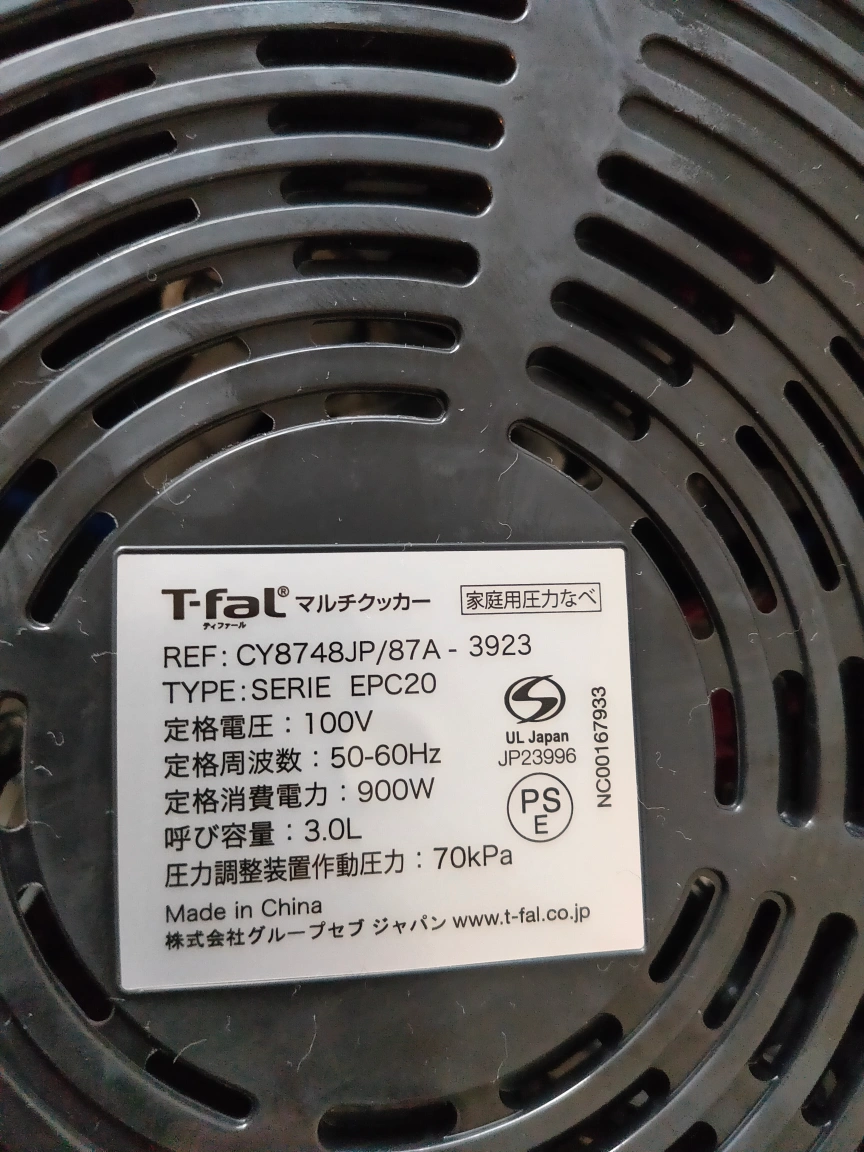 T-fal® マルチクッカー 家庭用圧力なべ
ティファール
REF: CY8748JP/87A - 3923
TYPE: SERIE EPC20
定格電圧：100V
定格周波数：50-60Hz
定格消費電力：900W
呼び容量：3.0L
圧力調整装置作動圧力：70kPa
Made in China
株式会社グループセブ ジャパン www.t-fal.co.jp
UL Japan
JP23996
PS
E
NC00167933